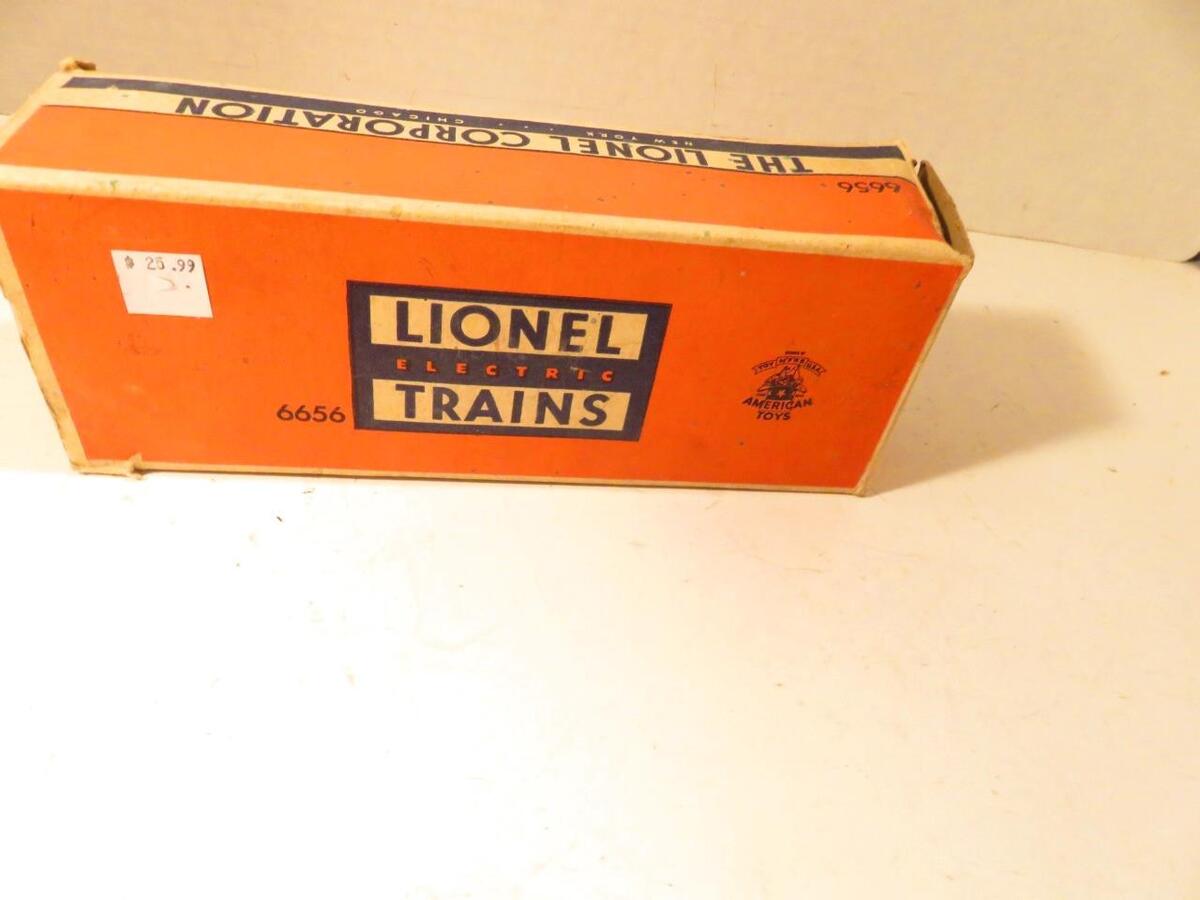 THE LIONEL CORPORATION
NEW YORK . . . . . CHICAGO
6656
$ 25.99
LIONEL
ELECTRIC
TRAINS
6656
AMERICAN
TOYS